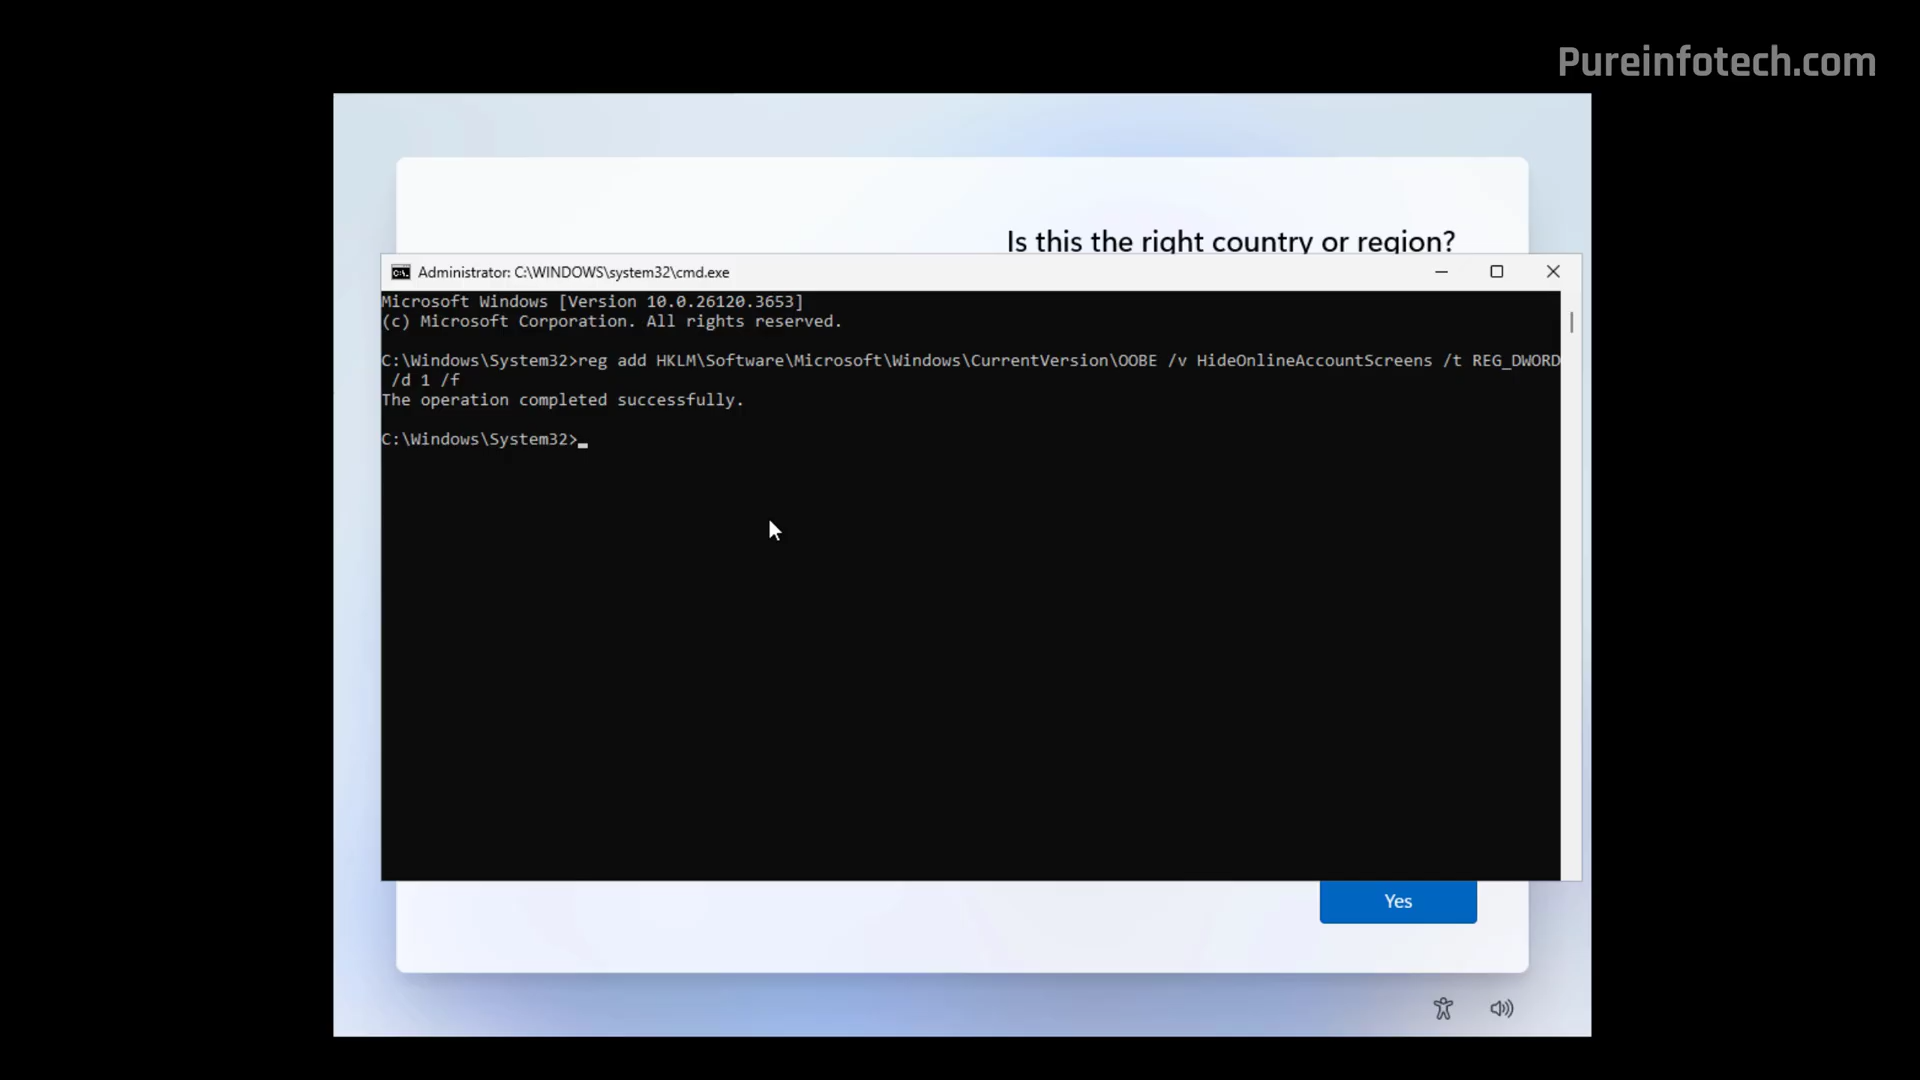 Pureinfotech.com
Is this the right country or region?
Administrator: C:\WINDOWS\system32\cmd.exe
Microsoft Windows [Version 10.0.26120.3653]
(c) Microsoft Corporation. All rights reserved.
C:\Windows\System32>reg add HKLM\Software\Microsoft\Windows\CurrentVersion\OOBE /v HideOnlineAccountScreens /t REG_DWORD
/d 1 /f
The operation completed successfully.
C:\Windows\System32>
Yes